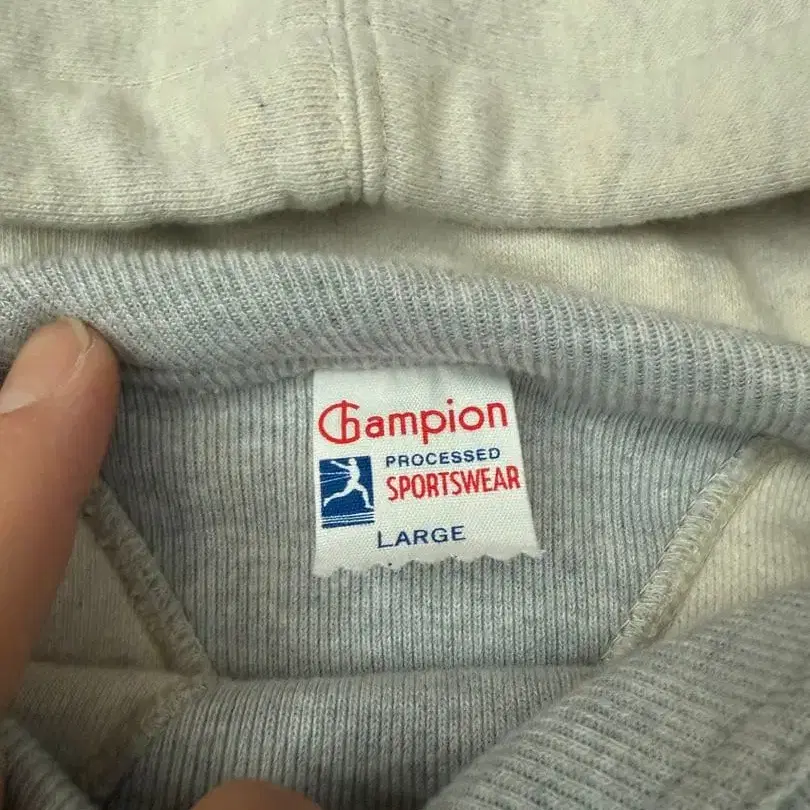 Champion
PROCESSED
SPORTSWEAR
LARGE